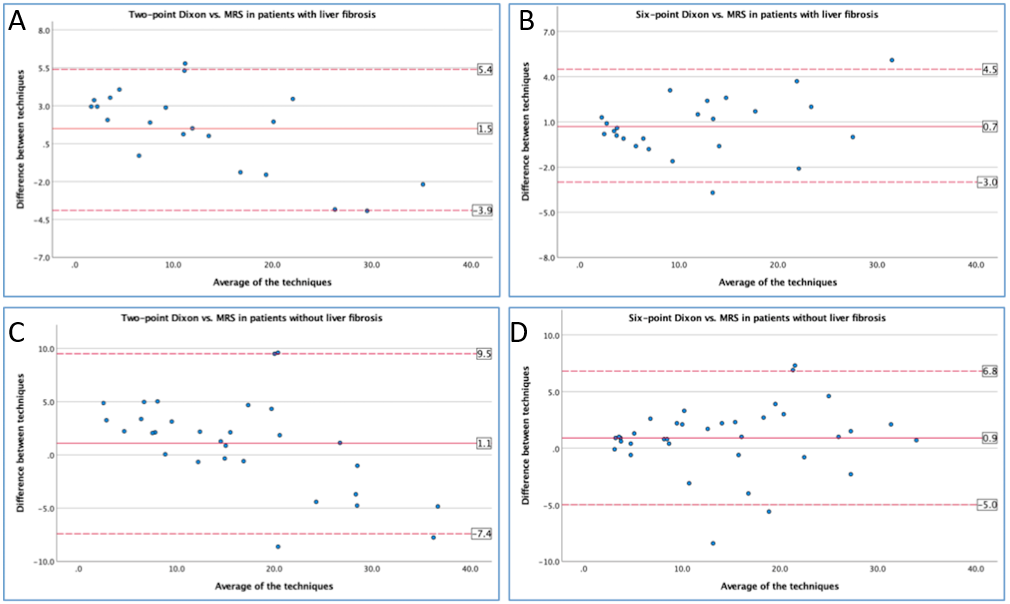 A
Two-point Dixon vs. MRS in patients with liver fibrosis
8.0
5.5
5.4
3.0
1.5
.5
-2.0
-3.9
-4.5
-7.0
.0 10.0 20.0 30.0 40.0
Difference between techniques
Average of the techniques
B
Six-point Dixon vs. MRS in patients with liver fibrosis
7.0
4.5
4.0
1.0
0.7
-2.0
-3.0
-5.0
-8.0
.0 10.0 20.0 30.0 40.0
Difference between techniques
Average of the techniques
C
Two-point Dixon vs. MRS in patients without liver fibrosis
10.0
9.5
5.0
1.1
.0
-5.0
-7.4
-10.0
.0 10.0 20.0 30.0 40.0
Difference between techniques
Average of the techniques
D
Six-point Dixon vs. MRS in patients without liver fibrosis
10.0
6.8
5.0
0.9
.0
-5.0
-5.0
-10.0
.0 10.0 20.0 30.0 40.0
Difference between techniques
Average of the techniques